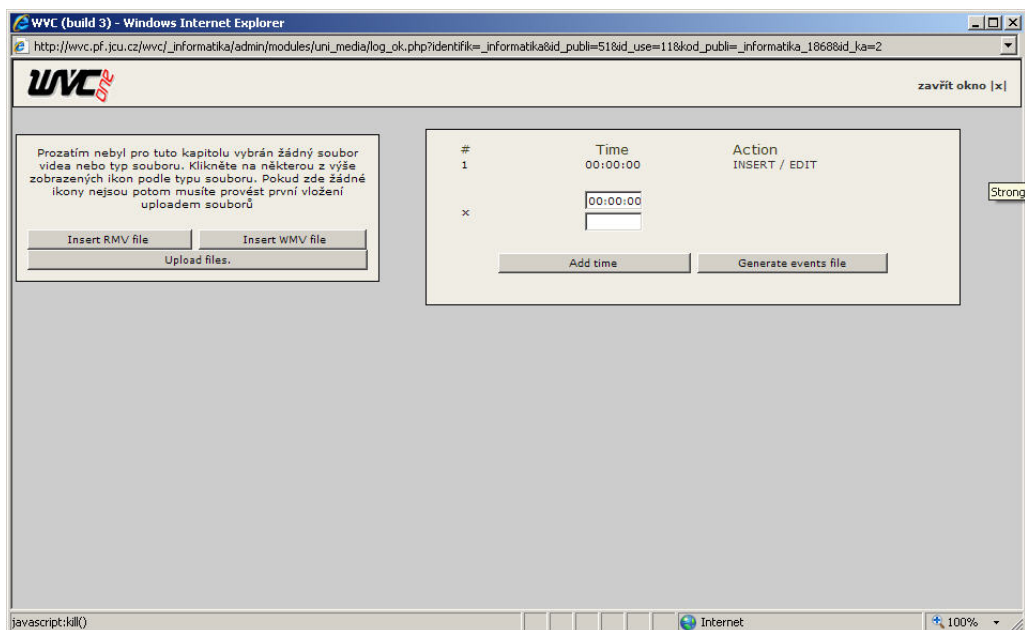 WVC (build 3) - Windows Internet Explorer
http://wvc.pf.jcu.cz/wvc/_informatika/admin/modules/uni_media/log_ok.php?identifik=_informatika&id_publi=51&id_use=11&kod_publi=_informatika_1868&id_ka=2
WVC one
zavřít okno |x|
Prozatím nebyl pro tuto kapitolu vybrán žádný soubor
videa nebo typ souboru. Klikněte na některou z výše
zobrazených ikon podle typu souboru. Pokud zde žádné
ikony nejsou potom musíte provést první vložení
uploadem souborů
Insert RMV file Insert WMV file
Upload files.
# Time Action
1 00:00:00 INSERT / EDIT
x 00:00:00
Add time Generate events file
Strong
javascript:kill() Internet 100%